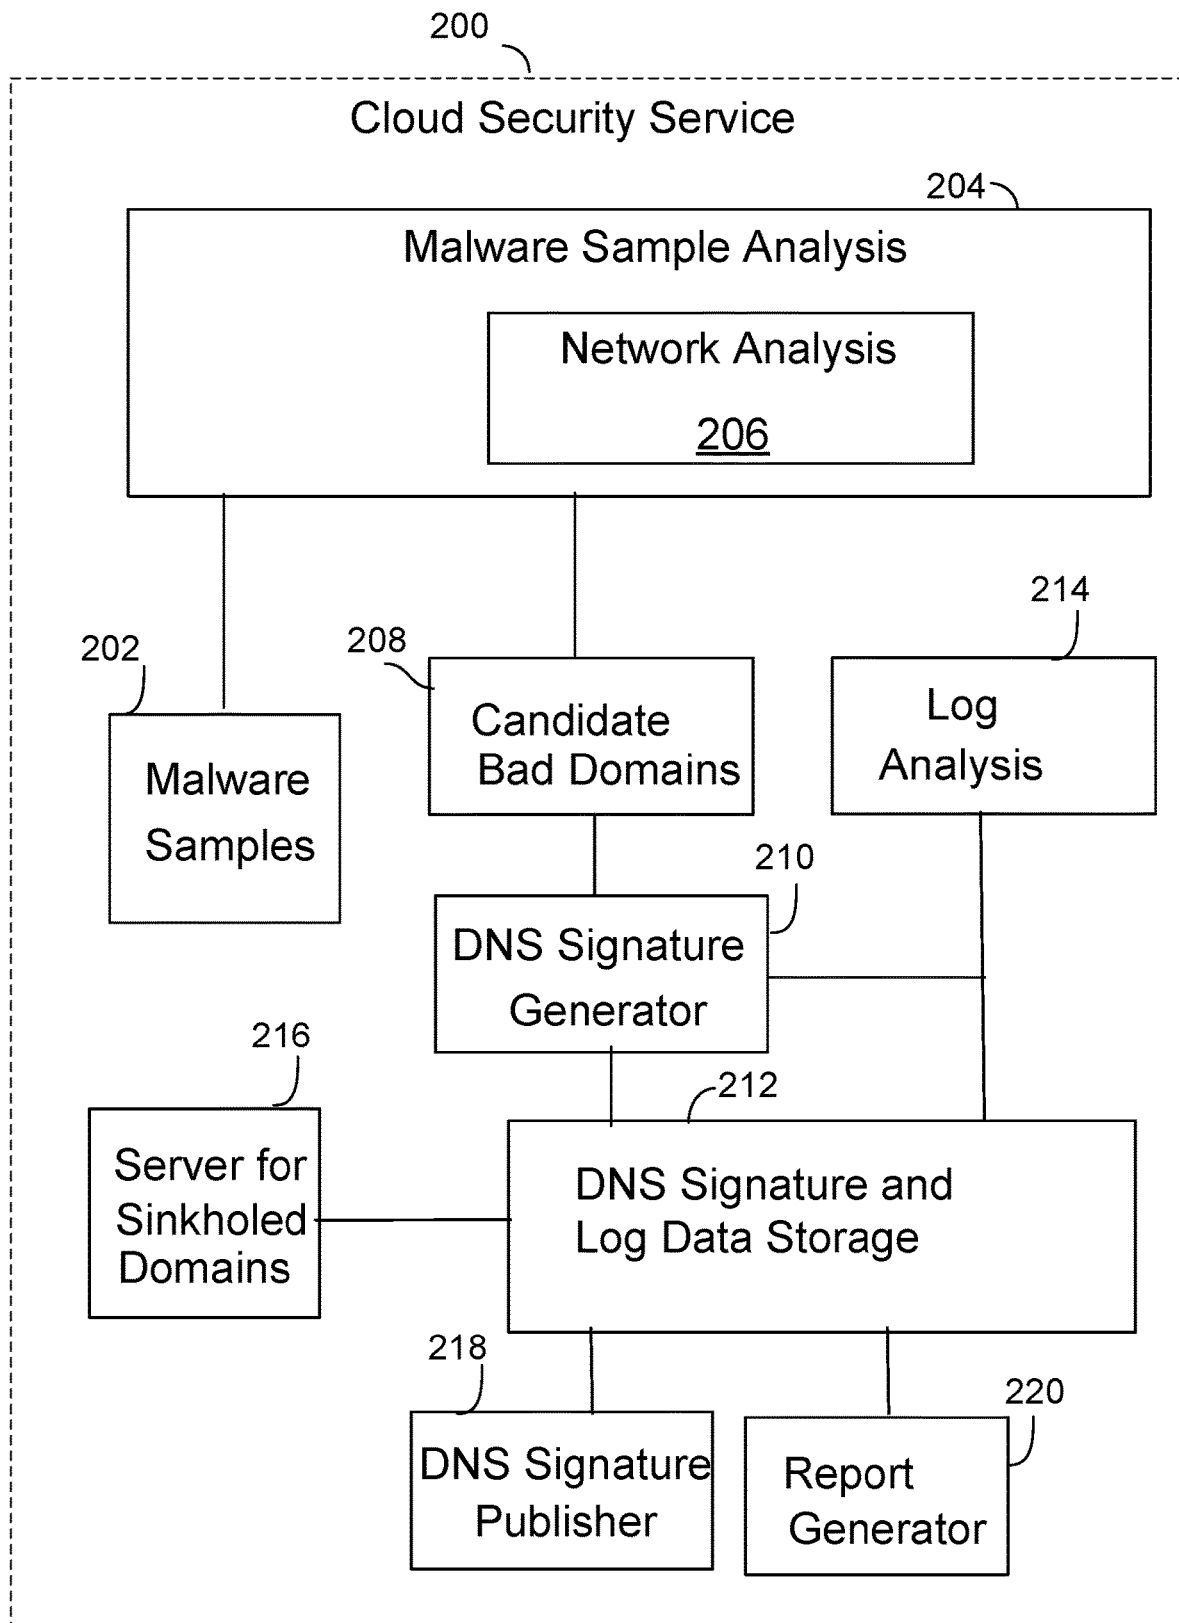 200
Cloud Security Service
204
Malware Sample Analysis
Network Analysis
206
214
202
208
Candidate
Bad Domains
Log
Analysis
Malware
Samples
210
DNS Signature
Generator
216
212
Server for
Sinkholed
Domains
DNS Signature and
Log Data Storage
218
220
DNS Signature
Publisher
Report
Generator